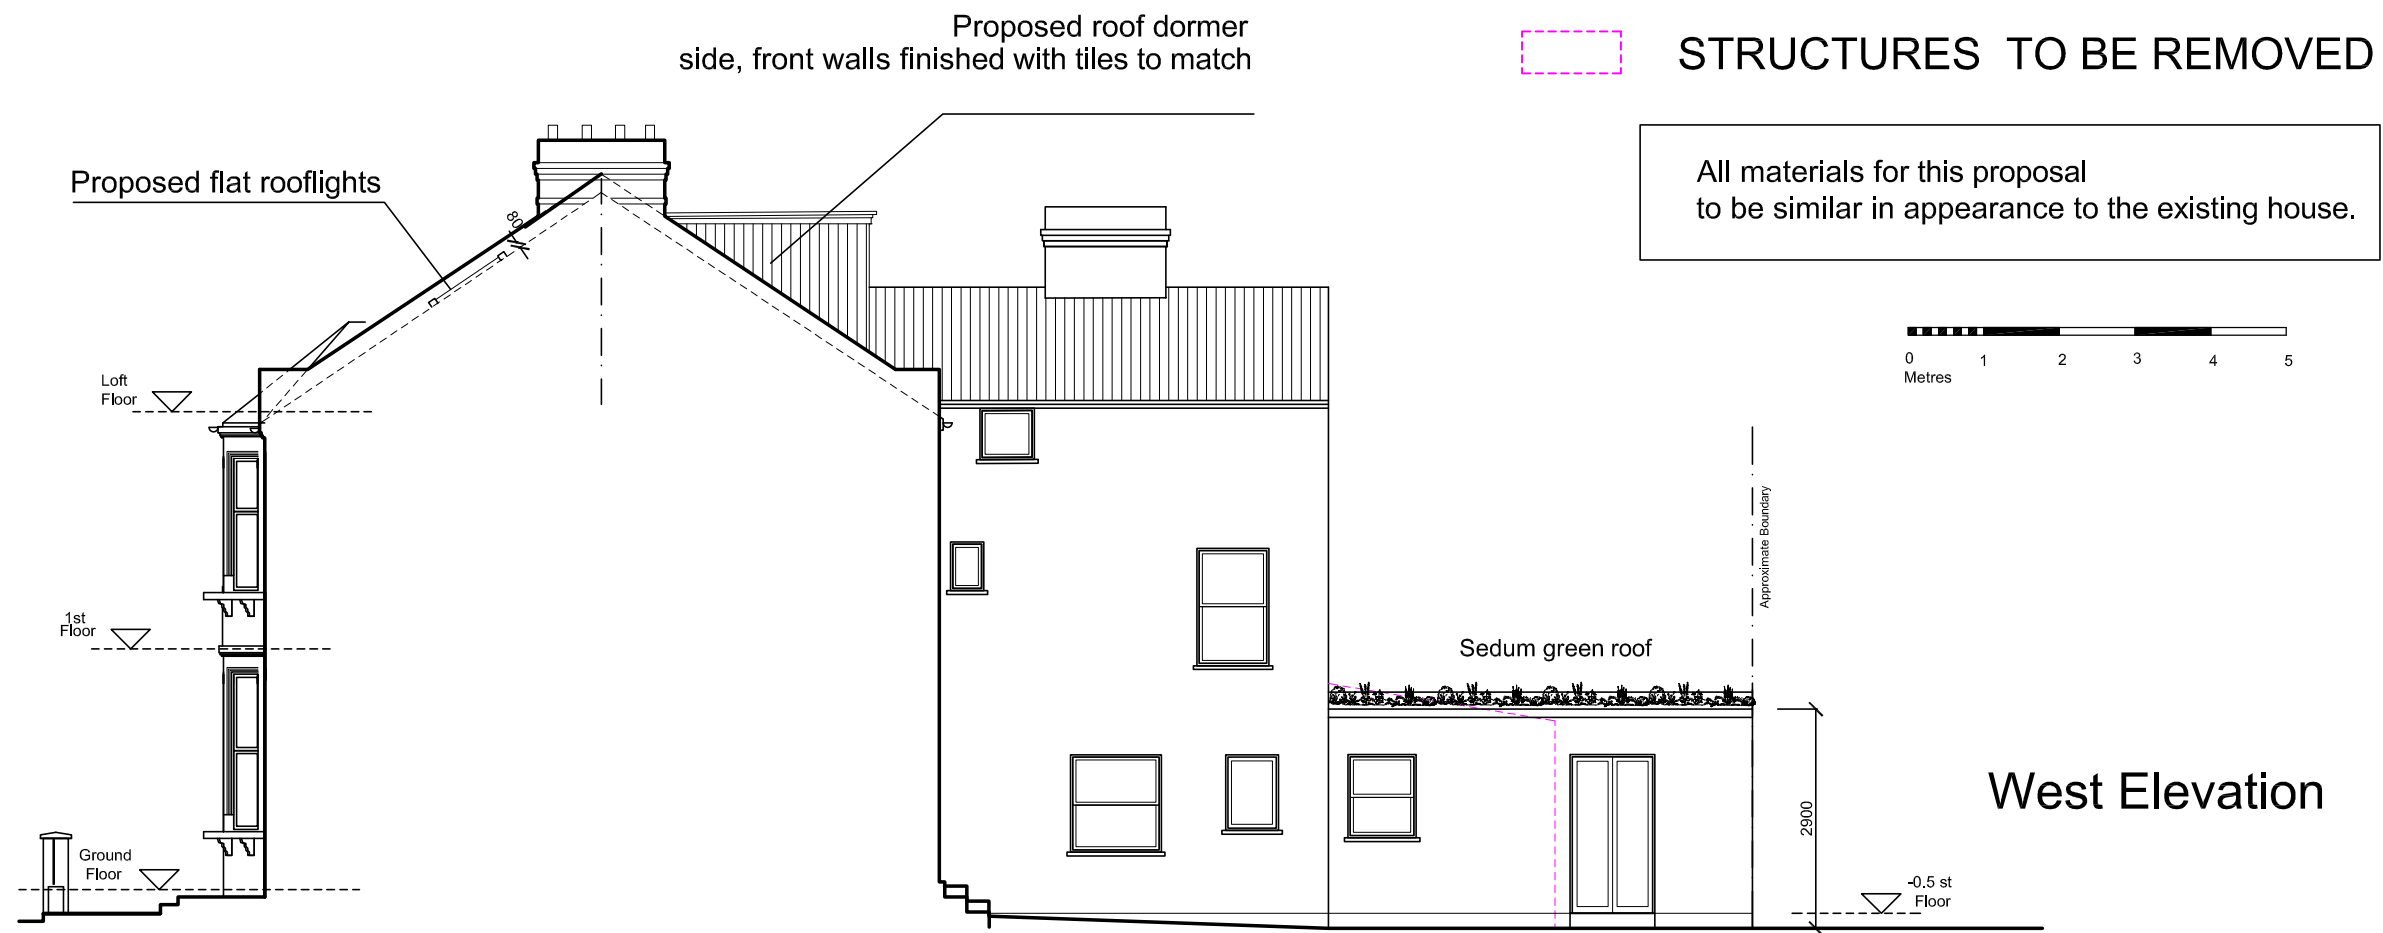 Proposed roof dormer
side, front walls finished with tiles to match
STRUCTURES TO BE REMOVED
All materials for this proposal
to be similar in appearance to the existing house.
Proposed flat rooflights
80
0 1 2 3 4 5
Metres
Loft
Floor
1st
Floor
Approximate Boundary
Sedum green roof
West Elevation
2900
Ground
Floor
-0.5 st
Floor